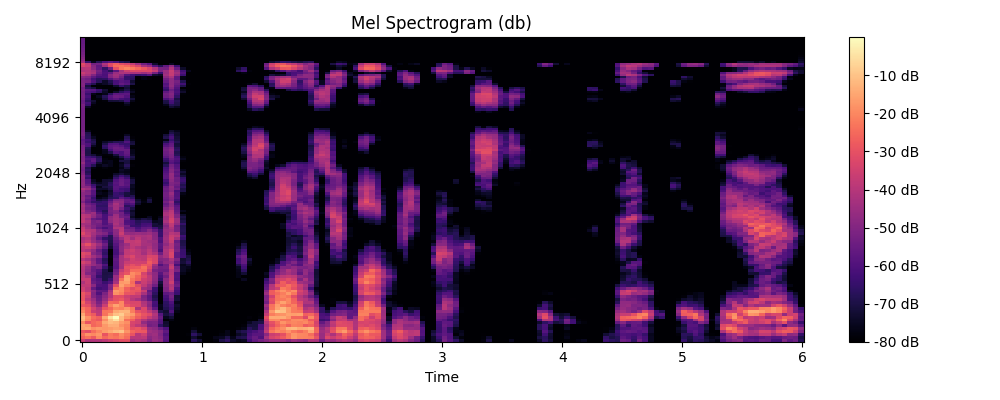 Mel Spectrogram (db)
Hz
8192
4096
2048
1024
512
0
0 1 2 3 4 5 6
Time
-10 dB
-20 dB
-30 dB
-40 dB
-50 dB
-60 dB
-70 dB
-80 dB